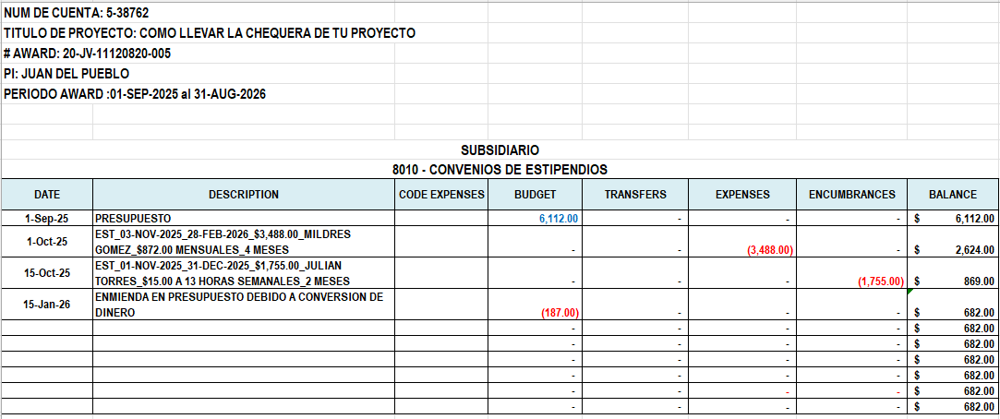 NUM DE CUENTA: 5-38762
TITULO DE PROYECTO: COMO LLEVAR LA CHEQUERA DE TU PROYECTO
# AWARD: 20-JV-11120820-005
PI: JUAN DEL PUEBLO
PERIODO AWARD :01-SEP-2025 al 31-AUG-2026
SUBSIDIARIO
8010 - CONVENIOS DE ESTIPENDIOS
DATE DESCRIPTION CODE EXPENSES BUDGET TRANSFERS EXPENSES ENCUMBRANCES BALANCE
1-Sep-25 PRESUPUESTO 6,112.00 - - - $ 6,112.00
EST_03-NOV-2025_28-FEB-2026_$3,488.00_MILDRES
1-Oct-25 GOMEZ_$872.00 MENSUALES_4 MESES - - (3,488.00) - $ 2,624.00
EST_01-NOV-2025_31-DEC-2025_$1,755.00_JULIAN
15-Oct-25 TORRES_$15.00 A 13 HORAS SEMANALES_2 MESES - - - (1,755.00) $ 869.00
ENMIENDA EN PRESUPUESTO DEBIDO A CONVERSION DE
15-Jan-26 DINERO (187.00) - - - $ 682.00
- - - - $ 682.00
- - - - $ 682.00
- - - - $ 682.00
- - - - $ 682.00
- - - - $ 682.00
- - - - $ 682.00